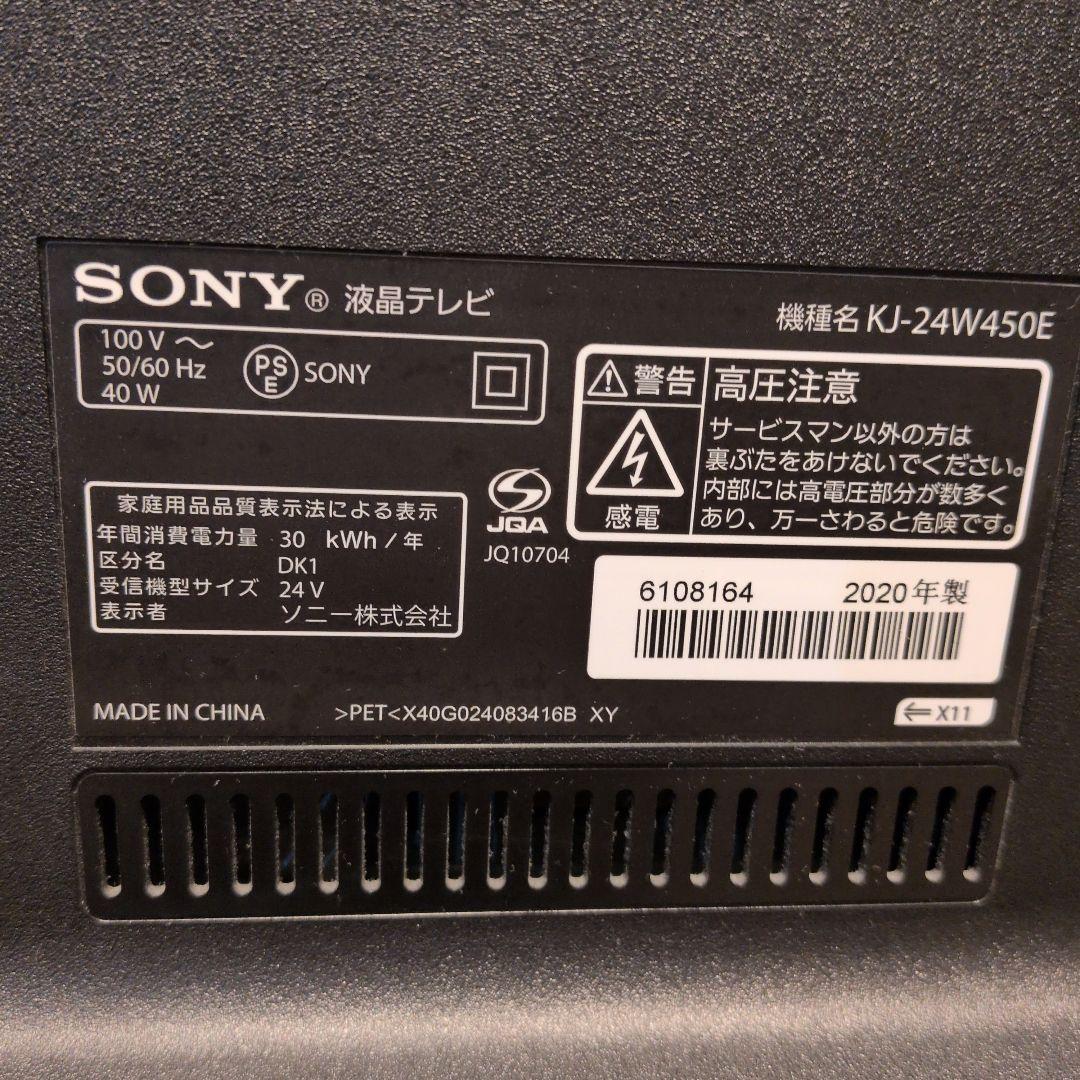 SONY® 液晶テレビ
機種名 KJ-24W450E
100 V ～
50/60 Hz
40 W
PSE SONY
警告
感電
高圧注意
サービスマン以外の方は
裏ぶたをあけないでください。
内部には高電圧部分が数多く
あり、万一さわると危険です。
家庭用品品質表示法による表示
年間消費電力量 30 kWh / 年
区分名 DK1
受信機型サイズ 24 V
表示者 ソニー株式会社
JQA
JQ10704
6108164 2020年製
MADE IN CHINA >PET<X40G024083416B XY
⇐ X11